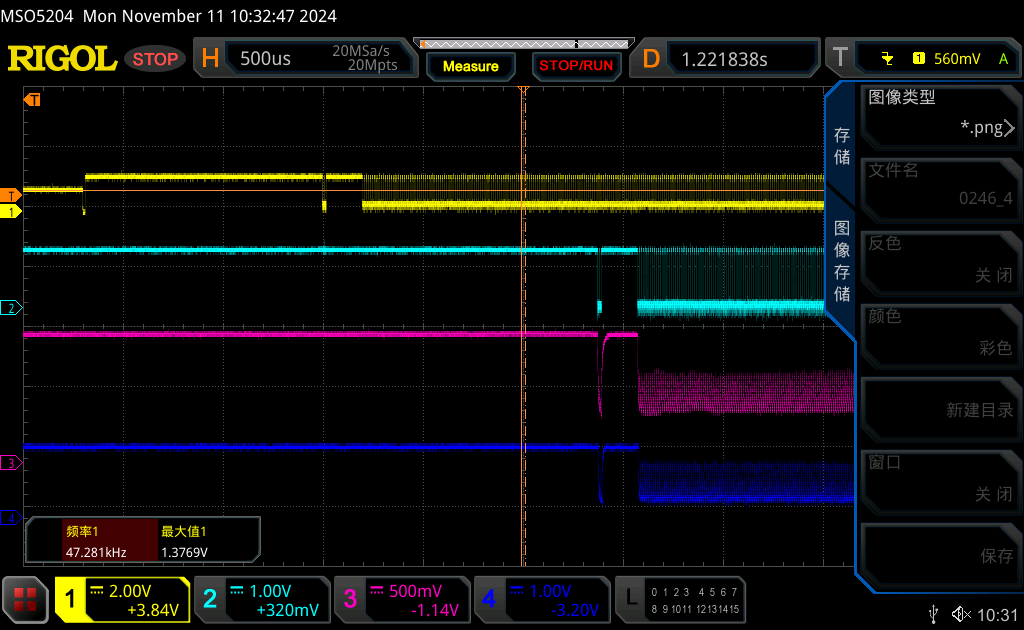 MSO5204 Mon November 11 10:32:47 2024
RIGOL STOP H 500us 20MSa/s 20Mpts Measure STOP/RUN D 1.221838s T 1 560mV A
T
图像类型
*.png
存储
文件名
0246_4
T
1
图像存储
反色
关闭
2
颜色
彩色
新建目录
3
窗口
关闭
4
频率1 最大值1
47.281kHz 1.3769V
保存
1 2.00V +3.84V
2 1.00V +320mV
3 500mV -1.14V
4 1.00V -3.20V
L 0 1 2 3 4 5 6 7
8 9 10 11 12 13 14 15
10:31